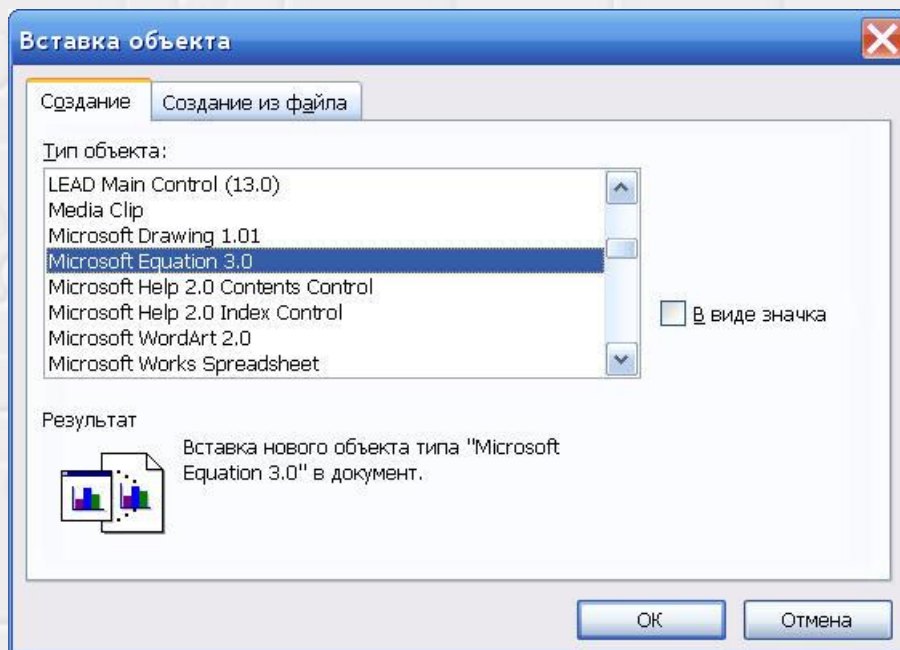 Вставка объекта
Создание
Создание из файла
Тип объекта:
LEAD Main Control (13.0)
Media Clip
Microsoft Drawing 1.01
Microsoft Equation 3.0
Microsoft Help 2.0 Contents Control
Microsoft Help 2.0 Index Control
Microsoft WordArt 2.0
Microsoft Works Spreadsheet
В виде значка
Результат
Вставка нового объекта типа "Microsoft
Equation 3.0" в документ.
ОК
Отмена